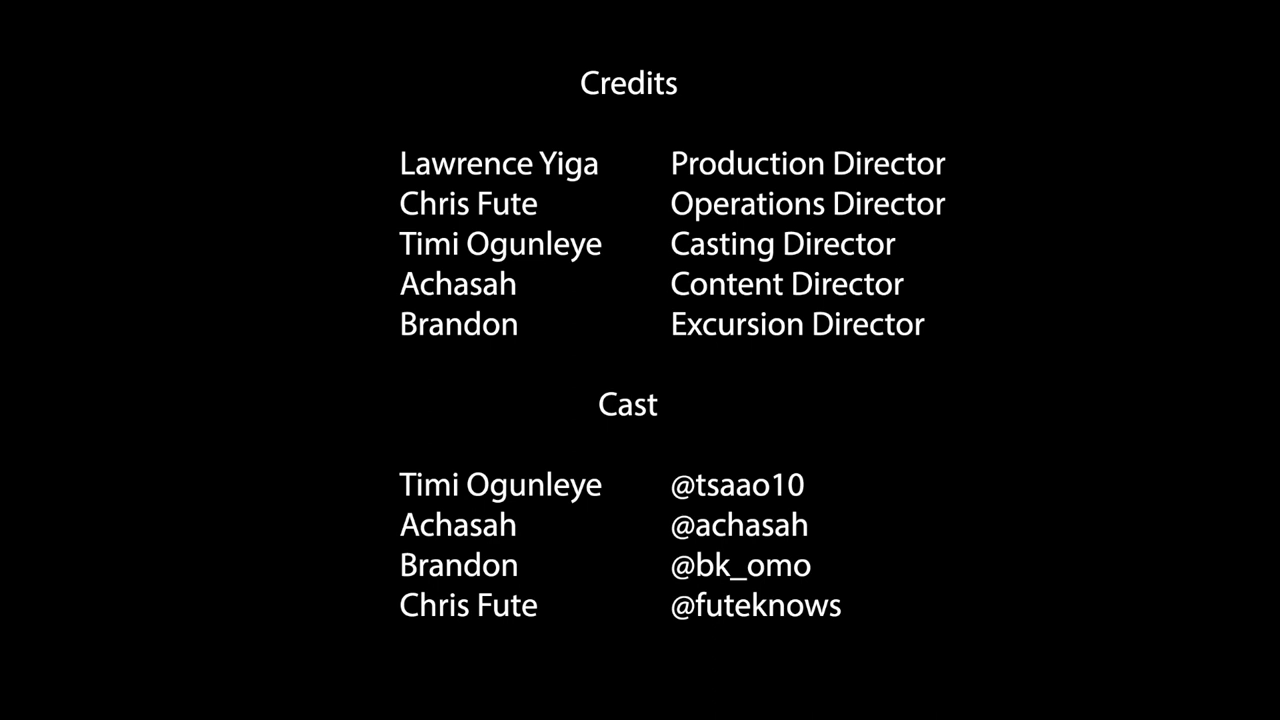 Credits
Lawrence Yiga Production Director
Chris Fute Operations Director
Timi Ogunleye Casting Director
Achasah Content Director
Brandon Excursion Director
Cast
Timi Ogunleye @tsaao10
Achasah @achasah
Brandon @bk_omo
Chris Fute @futeknows